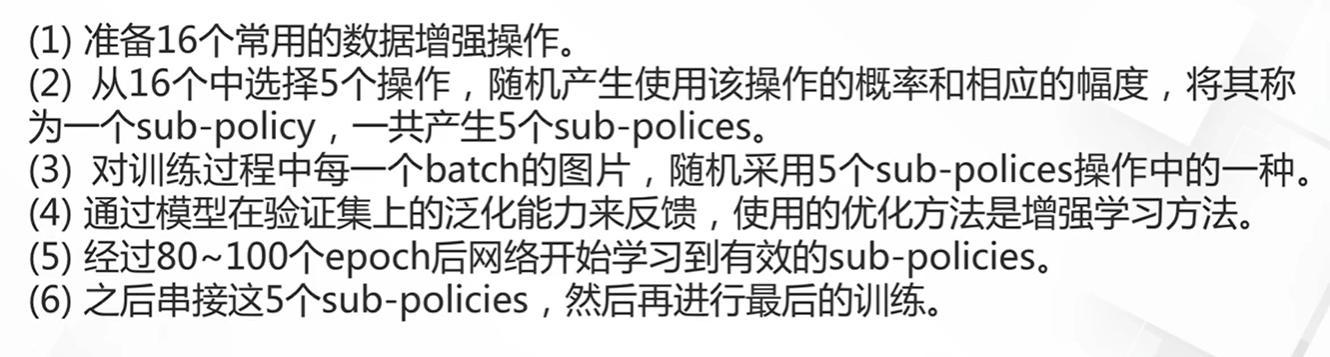 (1) 准备16个常用的数据增强操作。
(2) 从16个中选择5个操作，随机产生使用该操作的概率和相应的幅度，将其称
为一个sub-policy，一共产生5个sub-polices。
(3) 对训练过程中每一个batch的图片，随机采用5个sub-polices操作中的一种。
(4) 通过模型在验证集上的泛化能力来反馈，使用的优化方法是增强学习方法。
(5) 经过80~100个epoch后网络开始学习到有效的sub-policies。
(6) 之后串接这5个sub-policies，然后再进行最后的训练。